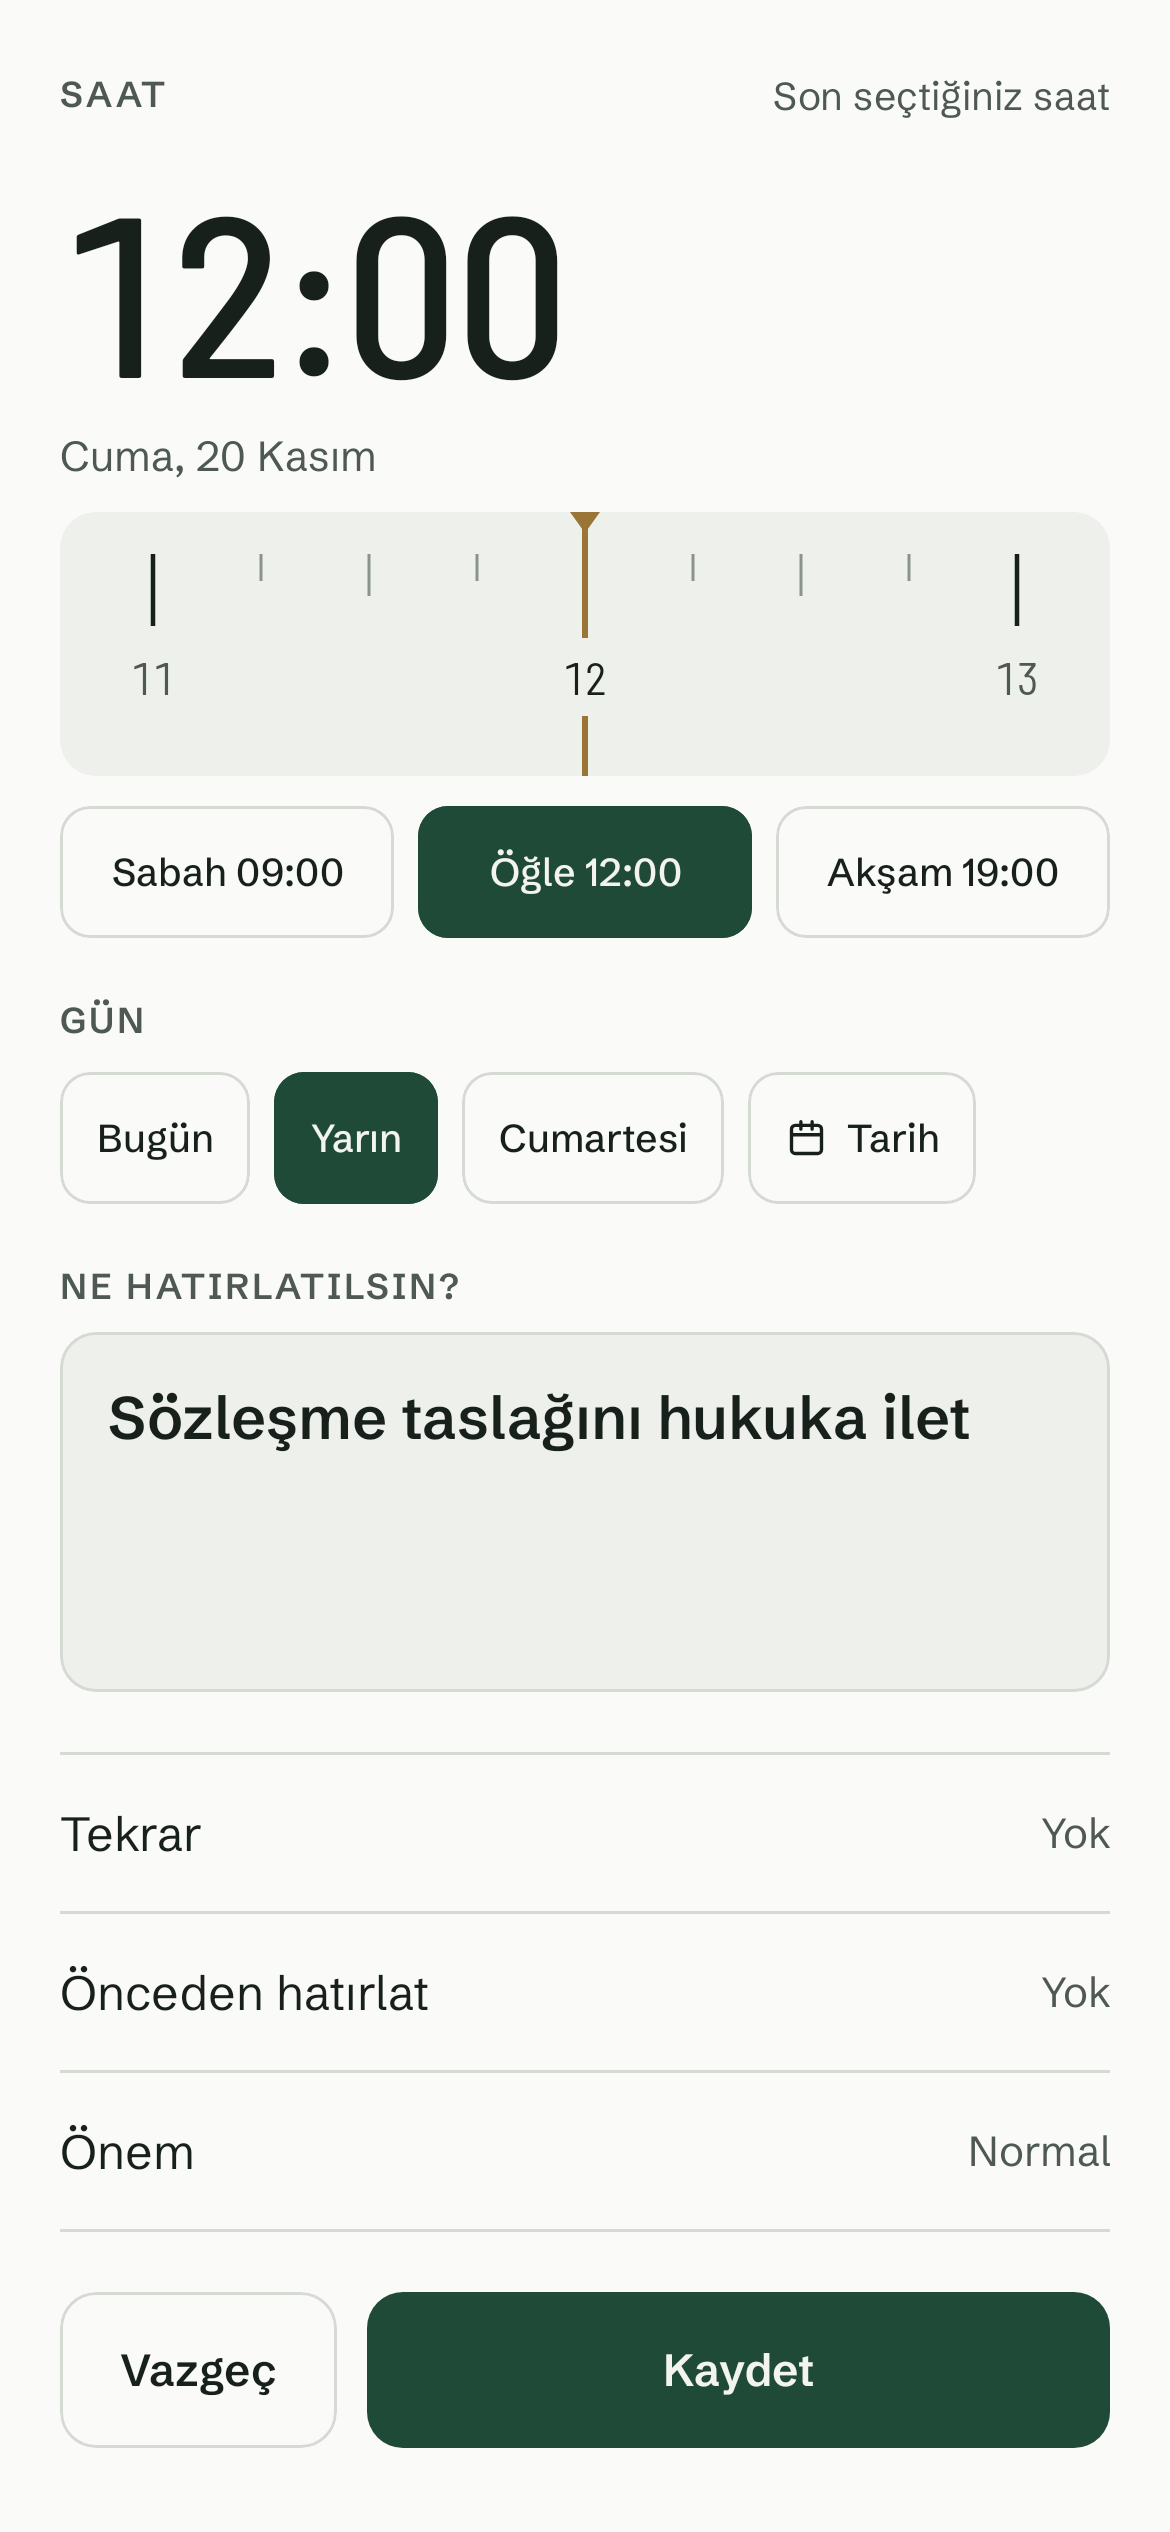 SAAT
Son seçtiğiniz saat
12:00
Cuma, 20 Kasım
11 12 13
Sabah 09:00 Öğle 12:00 Akşam 19:00
GÜN
Bugün Yarın Cumartesi Tarih
NE HATIRLATILSIN?
Sözleşme taslağını hukuka ilet
Tekrar Yok
Önceden hatırlat Yok
Önem Normal
Vazgeç Kaydet